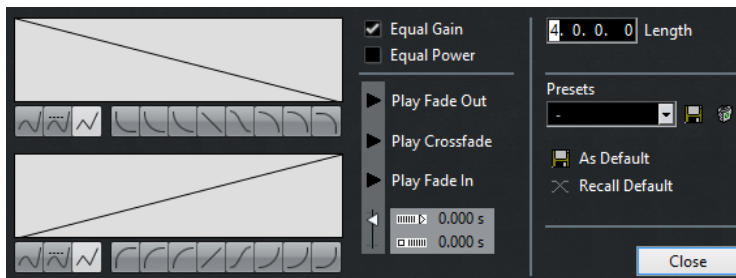 Equal Gain
Equal Power
Play Fade Out
Play Crossfade
Play Fade In
0.000 s
0.000 s
4. 0. 0. 0 Length
Presets
-
As Default
Recall Default
Close